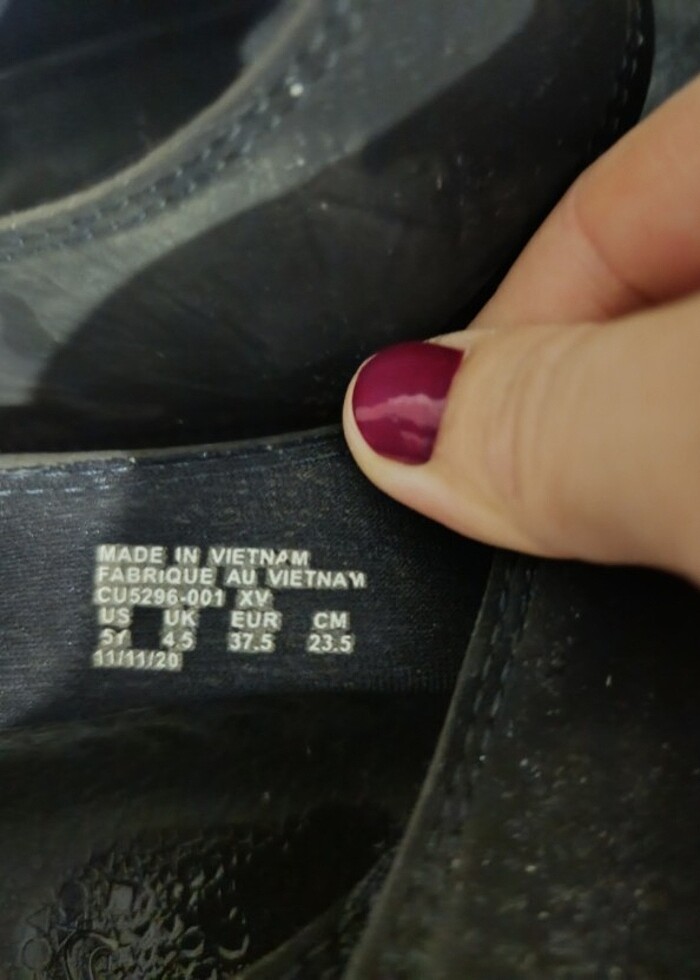 MADE IN VIETNAM
FABRIQUE AU VIETNAM
CU5296-001 XV
US UK EUR CM
5Y 4.5 37.5 23.5
11/11/20